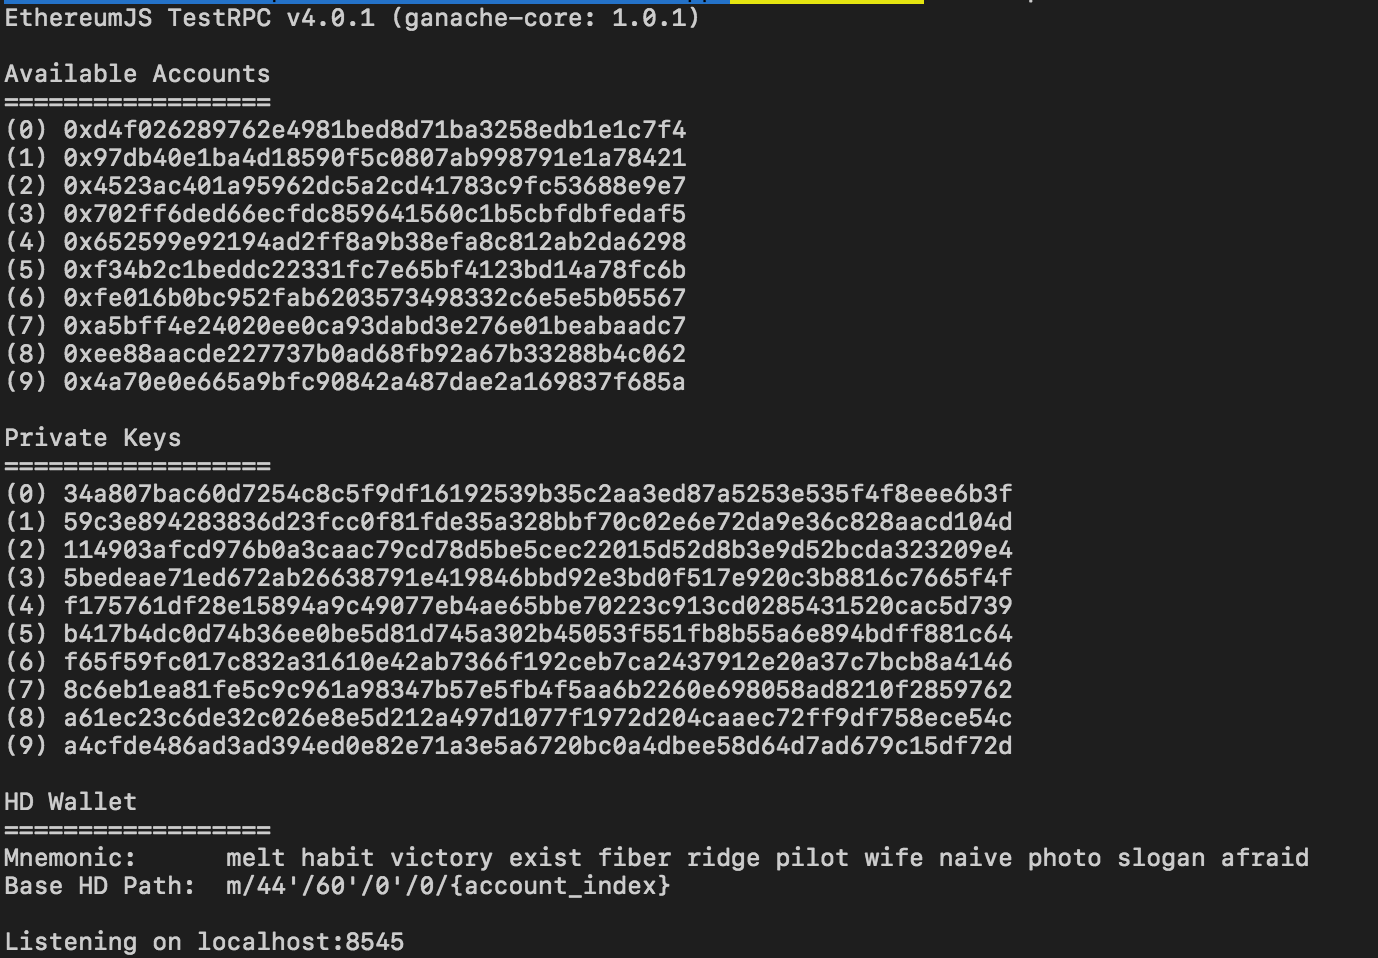 EthereumJS TestRPC v4.0.1 (ganache-core: 1.0.1)
Available Accounts
==================
(0) 0xd4f026289762e4981bed8d71ba3258edb1e1c7f4
(1) 0x97db40e1ba4d18590f5c0807ab998791e1a78421
(2) 0x4523ac401a95962dc5a2cd41783c9fc53688e9e7
(3) 0x702ff6ded66ecfdc859641560c1b5cbfdbfedaf5
(4) 0x652599e92194ad2ff8a9b38efa8c812ab2da6298
(5) 0xf34b2c1beddc22331fc7e65bf4123bd14a78fc6b
(6) 0xfe016b0bc952fab6203573498332c6e5e5b05567
(7) 0xa5bff4e24020ee0ca93dabd3e276e01beabaadc7
(8) 0xee88aacde227737b0ad68fb92a67b33288b4c062
(9) 0x4a70e0e665a9bfc90842a487dae2a169837f685a
Private Keys
==================
(0) 34a807bac60d7254c8c5f9df16192539b35c2aa3ed87a5253e535f4f8eee6b3f
(1) 59c3e894283836d23fcc0f81fde35a328bbf70c02e6e72da9e36c828aacd104d
(2) 114903afcd976b0a3caac79cd78d5be5cec22015d52d8b3e9d52bcda323209e4
(3) 5bedeae71ed672ab26638791e419846bbd92e3bd0f517e920c3b8816c7665f4f
(4) f175761df28e15894a9c49077eb4ae65bbe70223c913cd0285431520cac5d739
(5) b417b4dc0d74b36ee0be5d81d745a302b45053f551fb8b55a6e894bdff881c64
(6) f65f59fc017c832a31610e42ab7366f192ceb7ca2437912e20a37c7bcb8a4146
(7) 8c6eb1ea81fe5c9c961a98347b57e5fb4f5aa6b2260e698058ad8210f2859762
(8) a61ec23c6de32c026e8e5d212a497d1077f1972d204caaec72ff9df758ece54c
(9) a4cfde486ad3ad394ed0e82e71a3e5a6720bc0a4dbee58d64d7ad679c15df72d
HD Wallet
==================
Mnemonic:      melt habit victory exist fiber ridge pilot wife naive photo slogan afraid
Base HD Path:  m/44'/60'/0'/0/{account_index}
Listening on localhost:8545